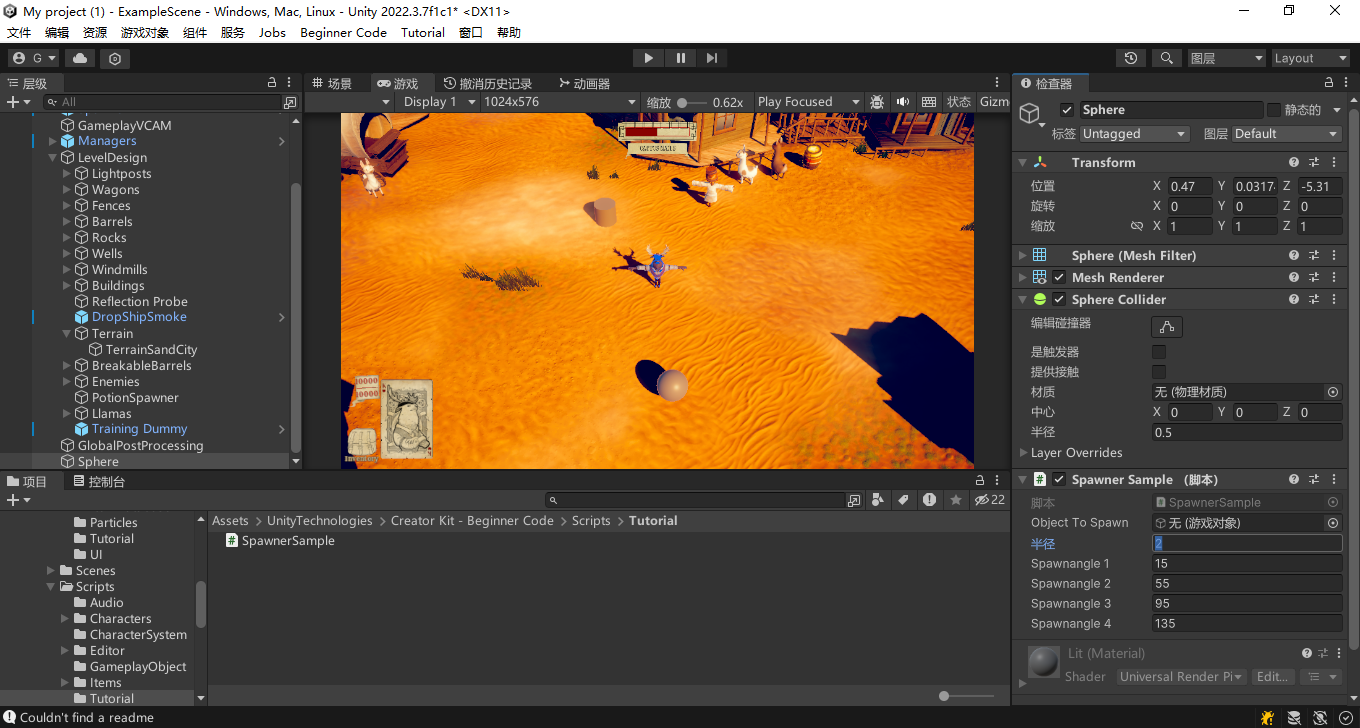 My project (1) - ExampleScene - Windows, Mac, Linux - Unity 2022.3.7f1c1* <DX11>
文件 编辑 资源 游戏对象 组件 服务 Jobs Beginner Code Tutorial 窗口 帮助
G 图层 Layout
层级 场景 游戏 撤消历史记录 动画器 检查器
All Display 1 1024x576 缩放 0.62x Play Focused 状态 Gizm
GameplayVCAM
Managers
LevelDesign
Lightposts
Wagons
Fences
Barrels
Rocks
Wells
Windmills
Buildings
Reflection Probe
DropShipSmoke
Terrain
TerrainSandCity
BreakableBarrels
Enemies
PotionSpawner
Llamas
Training Dummy
GlobalPostProcessing
Sphere
10000
10000
Sphere 静态的
标签 Untagged 图层 Default
Transform
位置 X 0.47 Y 0.0317 Z -5.31
旋转 X 0 Y 0 Z 0
缩放 X 1 Y 1 Z 1
Sphere (Mesh Filter)
Mesh Renderer
Sphere Collider
编辑碰撞器
是触发器
提供接触
材质 无 (物理材质)
中心 X 0 Y 0 Z 0
半径 0.5
Layer Overrides
Spawner Sample （脚本）
脚本 SpawnerSample
Object To Spawn 无 (游戏对象)
半径 2
Spawnangle 1 15
Spawnangle 2 55
Spawnangle 3 95
Spawnangle 4 135
Lit (Material)
Shader Universal Render Pi Edit...
项目 控制台
22
Particles
Tutorial
UI
Scenes
Scripts
Audio
Characters
CharacterSystem
Editor
GameplayObject
Items
Tutorial
Assets > UnityTechnologies > Creator Kit - Beginner Code > Scripts > Tutorial
SpawnerSample
Couldn't find a readme